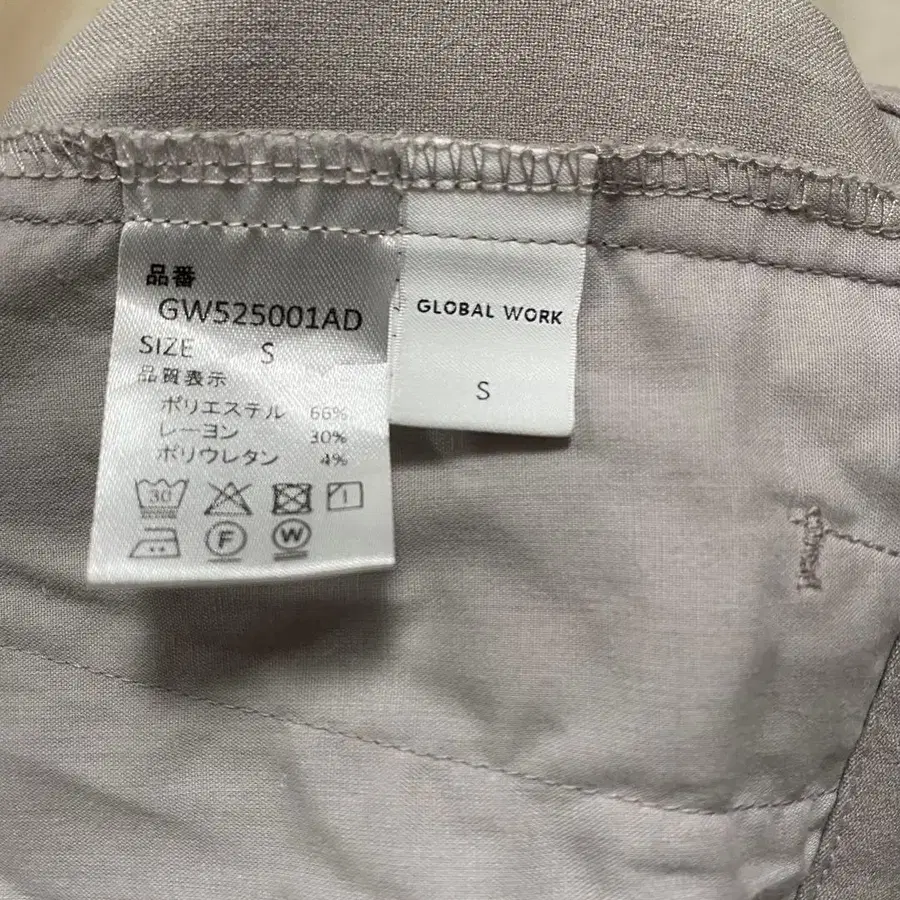 品番
GW525001AD
SIZE S
品質表示
ポリエステル 66%
レーヨン 30%
ポリウレタン 4%
30
F W
GLOBAL WORK
S